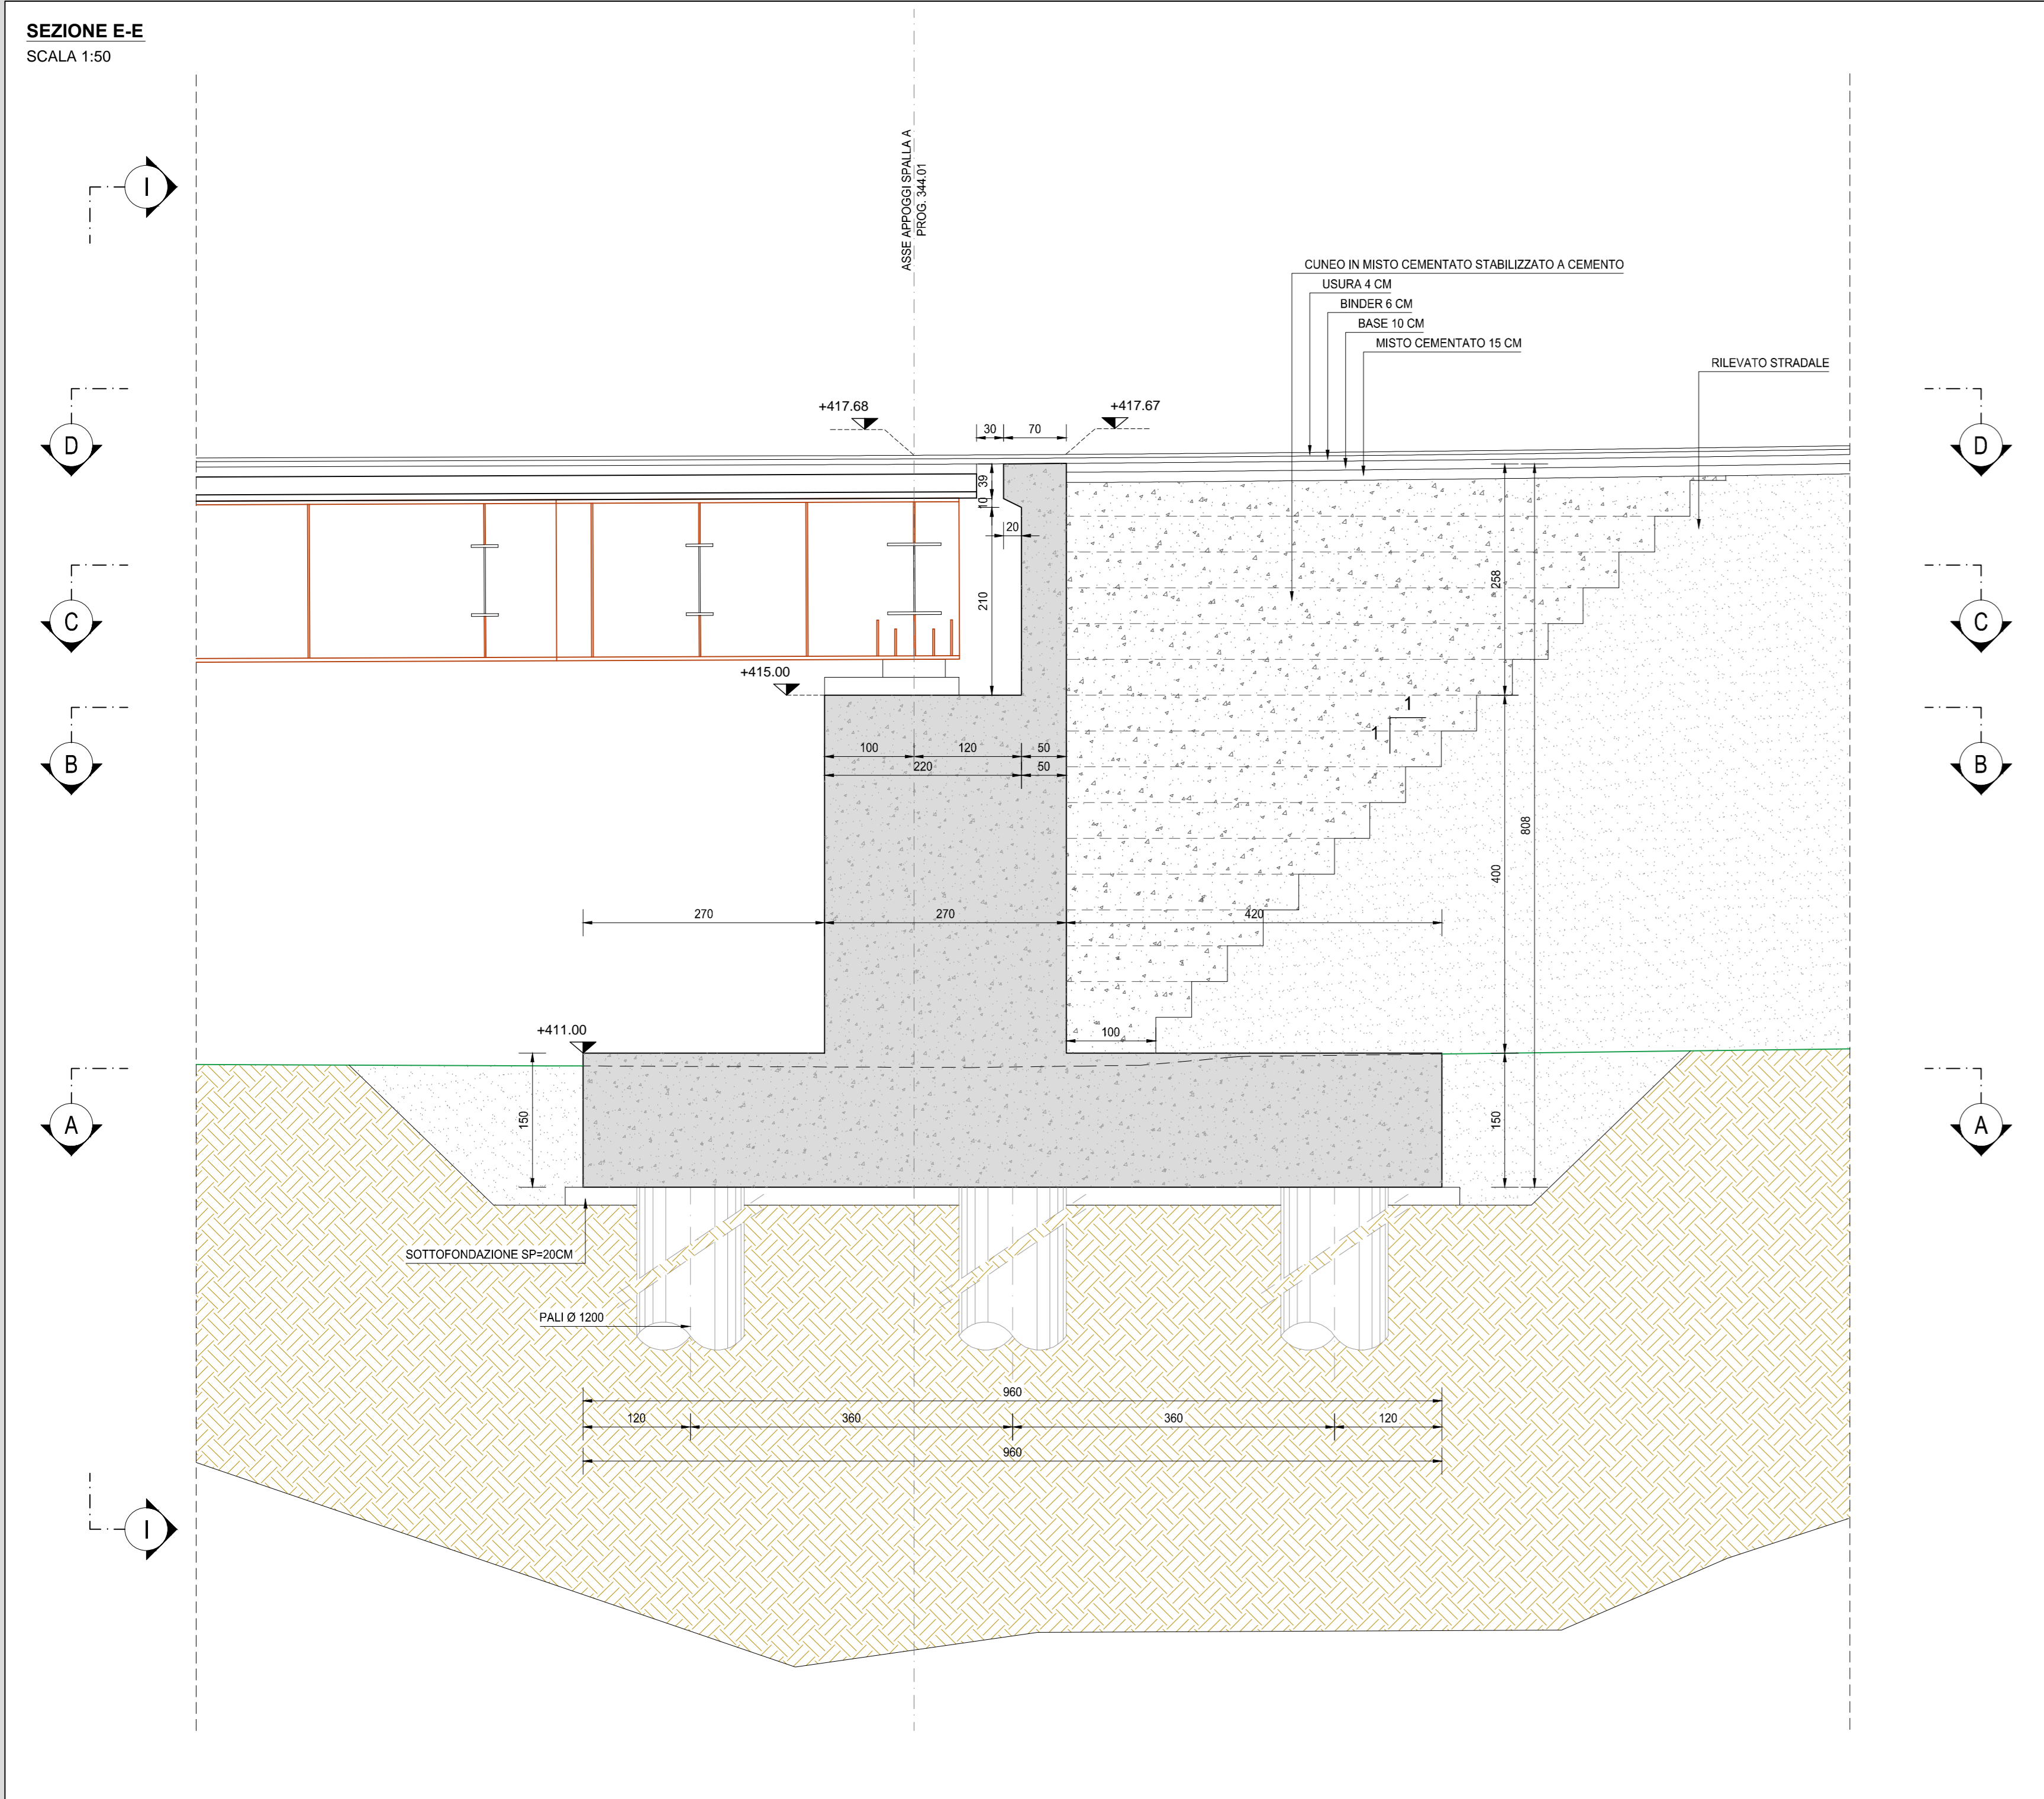 SEZIONE E-E
SCALA 1:50
ASSE APPOGGI SPALLA A
PROG. 344.01
I
CUNEO IN MISTO CEMENTATO STABILIZZATO A CEMENTO
USURA 4 CM
BINDER 6 CM
BASE 10 CM
MISTO CEMENTATO 15 CM
RILEVATO STRADALE
+417.68
+417.67
30
70
D
D
39
10
20
258
210
C
C
+415.00
1
1
100
120
50
220
50
B
B
808
400
270
270
420
+411.00
100
150
150
A
A
SOTTOFONDAZIONE SP=20CM
PALI Ø 1200
960
120
360
360
120
960
I